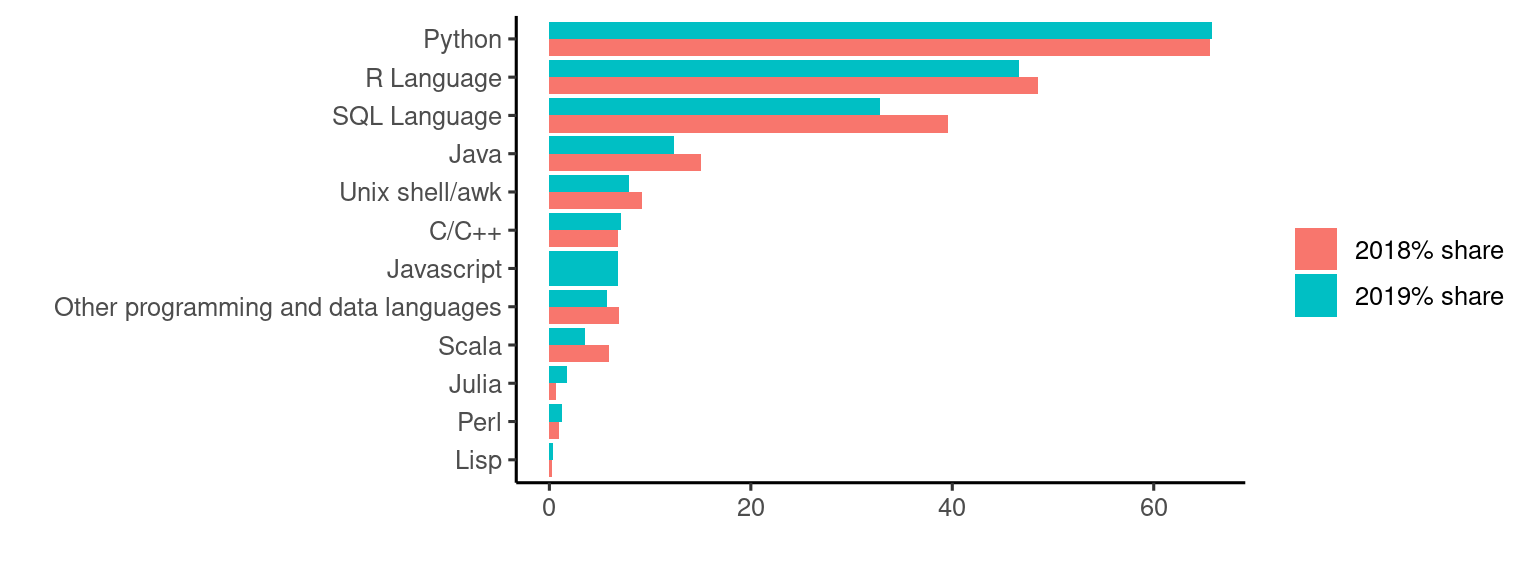 Python
R Language
SQL Language
Java
Unix shell/awk
C/C++
Javascript
Other programming and data languages
Scala
Julia
Perl
Lisp
0 20 40 60
2018% share
2019% share